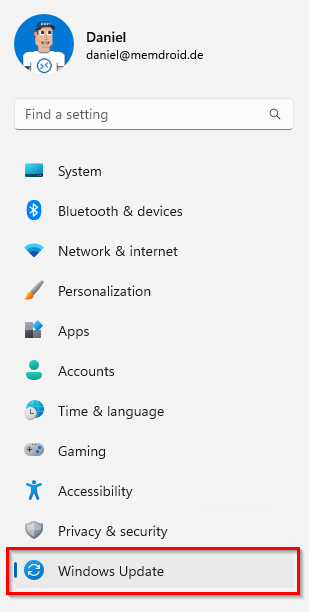 Daniel
daniel@memdroid.de
Find a setting
System
Bluetooth & devices
Network & internet
Personalization
Apps
Accounts
Time & language
Gaming
Accessibility
Privacy & security
Windows Update